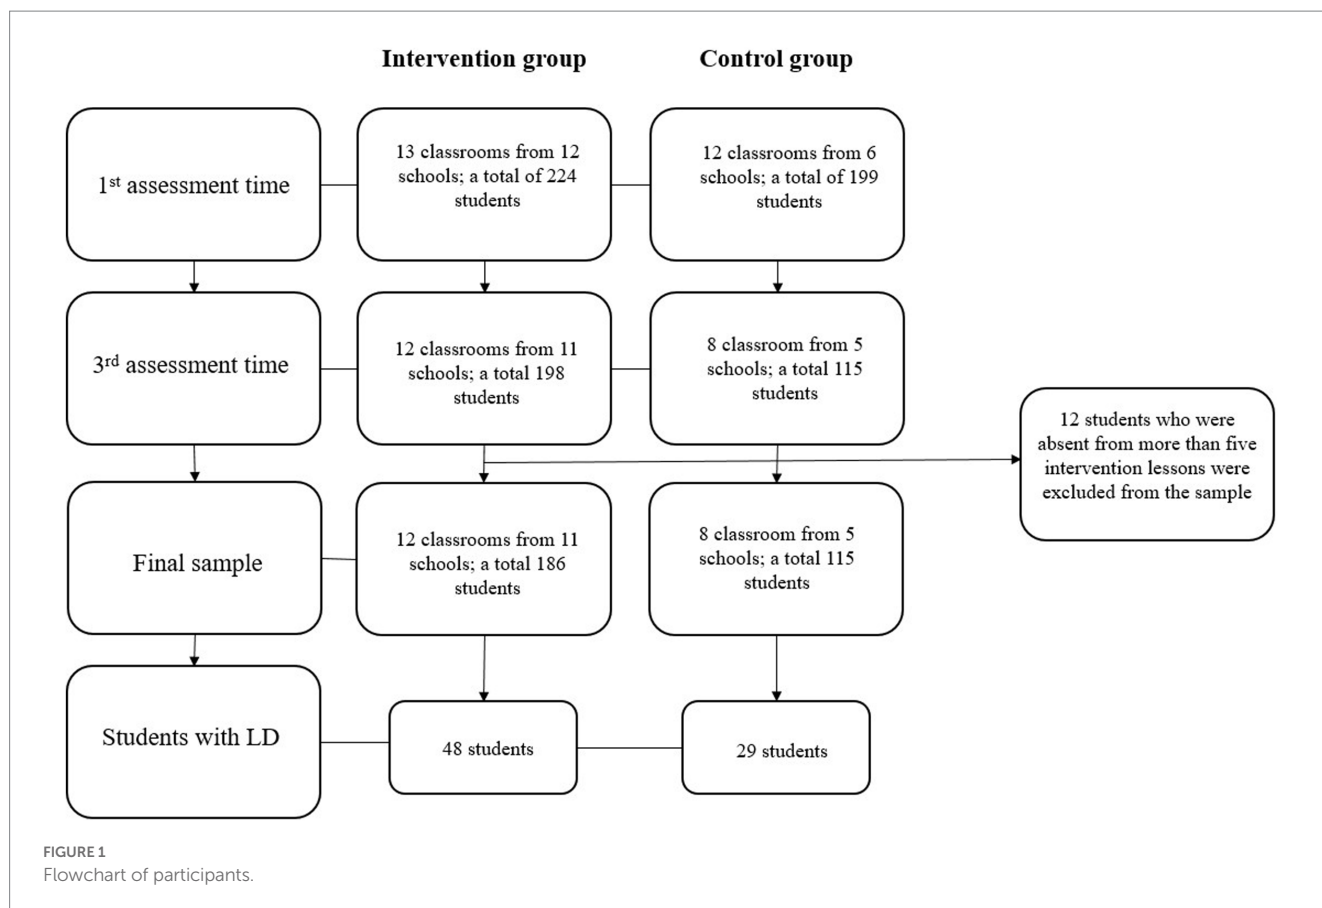 Intervention group
Control group
1st assessment time
13 classrooms from 12
schools; a total of 224
students
12 classrooms from 6
schools; a total of 199
students
3rd assessment time
12 classrooms from 11
schools; a total 198
students
8 classroom from 5
schools; a total 115
students
12 students who were
absent from more than five
intervention lessons were
excluded from the sample
Final sample
12 classrooms from 11
schools; a total 186
students
8 classroom from 5
schools; a total 115
students
Students with LD
48 students
29 students
FIGURE 1
Flowchart of participants.